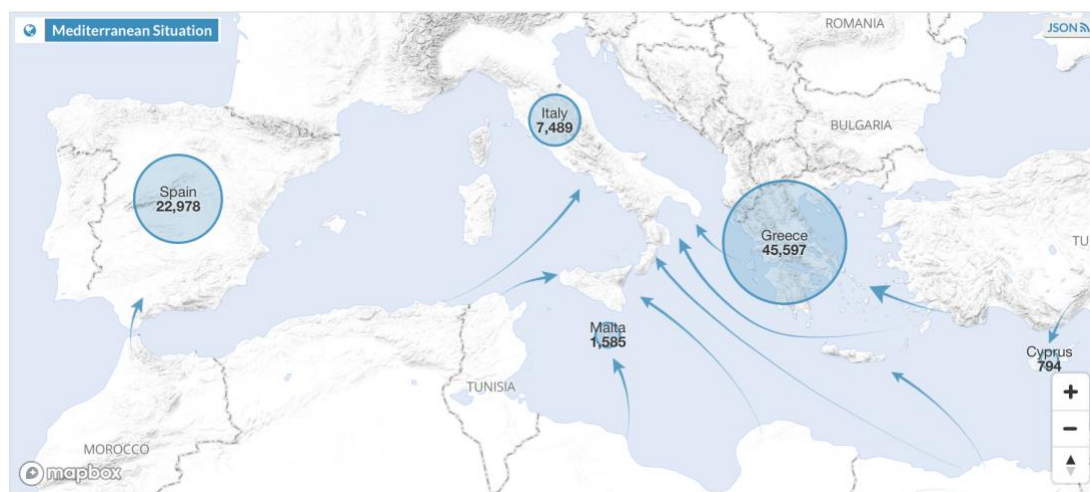 Mediterranean Situation
ROMANIA
JSON
Italy
7,489
BULGARIA
Spain
22,978
Greece
45,597
TU
Malta
1,585
Cyprus
794
TUNISIA
+
−
MOROCCO
mapbox